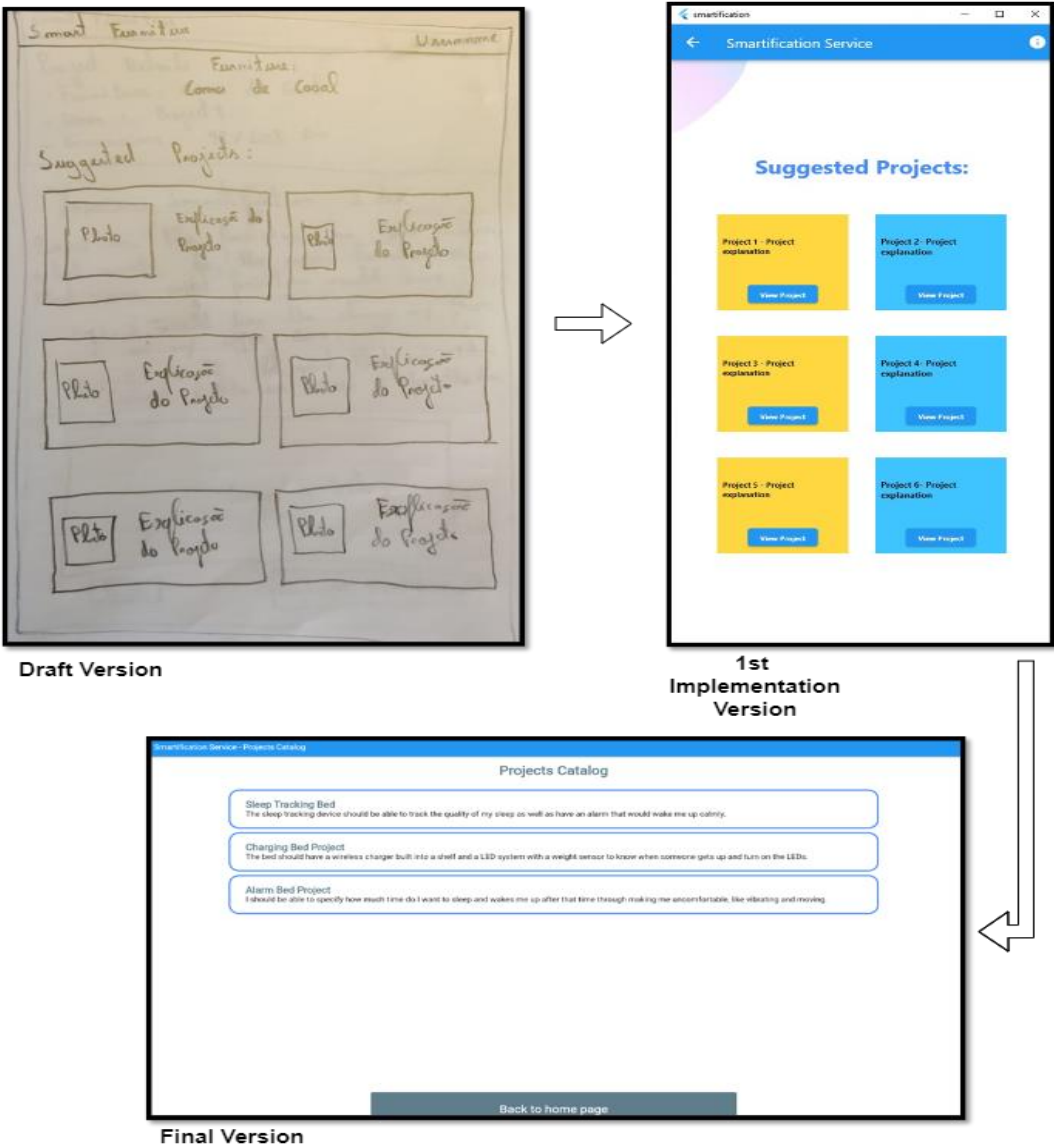 Smart Furniture
Username
Furniture:
Cama de Casal
Suggested Projects:
Photo
Explicação do
Projeto
Photo
Explicação
do Projeto
Photo
Explicação
do Projeto
Photo
Explicação
do Projeto
Photo
Explicação
do Projeto
Photo
Explicação
do Projeto
Draft Version
smartification
Smartification Service
Suggested Projects:
Project 1 - Project
explanation
View Project
Project 2- Project
explanation
View Project
Project 3 - Project
explanation
View Project
Project 4- Project
explanation
View Project
Project 5 - Project
explanation
View Project
Project 6- Project
explanation
View Project
1st
Implementation
Version
Smartification Service - Projects Catalog
Projects Catalog
Sleep Tracking Bed
The sleep tracking device should be able to track the quality of my sleep as well as have an alarm that would wake me up calmly.
Charging Bed Project
The bed should have a wireless charger built into a shelf and a LED system with a weight sensor to know when someone gets up and turn on the LEDs.
Alarm Bed Project
I should be able to specify how much time do I want to sleep and wakes me up after that time through making me uncomfortable, like vibrating and moving.
Back to home page
Final Version